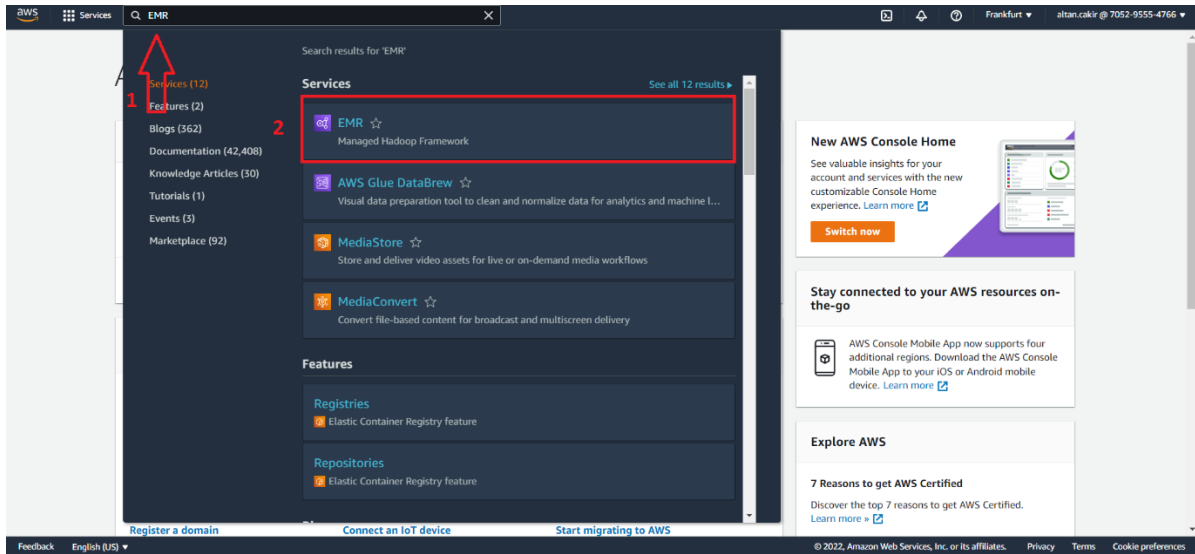 aws
Services
EMR
Frankfurt ▼
altan.cakir @ 7052-9555-4766 ▼
Search results for 'EMR'
Services (12)
Features (2)
Blogs (362)
Documentation (42,408)
Knowledge Articles (30)
Tutorials (1)
Events (3)
Marketplace (92)
1
2
Services
See all 12 results ▶
EMR
Managed Hadoop Framework
AWS Glue DataBrew
Visual data preparation tool to clean and normalize data for analytics and machine l...
MediaStore
Store and deliver video assets for live or on-demand media workflows
MediaConvert
Convert file-based content for broadcast and multiscreen delivery
Features
Registries
Elastic Container Registry feature
Repositories
Elastic Container Registry feature
Register a domain
Connect an IoT device
Start migrating to AWS
New AWS Console Home
See valuable insights for your
account and services with the new
customizable Console Home
experience. Learn more
Switch now
Stay connected to your AWS resources on-
the-go
AWS Console Mobile App now supports four
additional regions. Download the AWS Console
Mobile App to your iOS or Android mobile
device. Learn more
Explore AWS
7 Reasons to get AWS Certified
Discover the top 7 reasons to get AWS Certified.
Learn more »
Feedback
English (US) ▼
© 2022, Amazon Web Services, Inc. or its affiliates.
Privacy
Terms
Cookie preferences